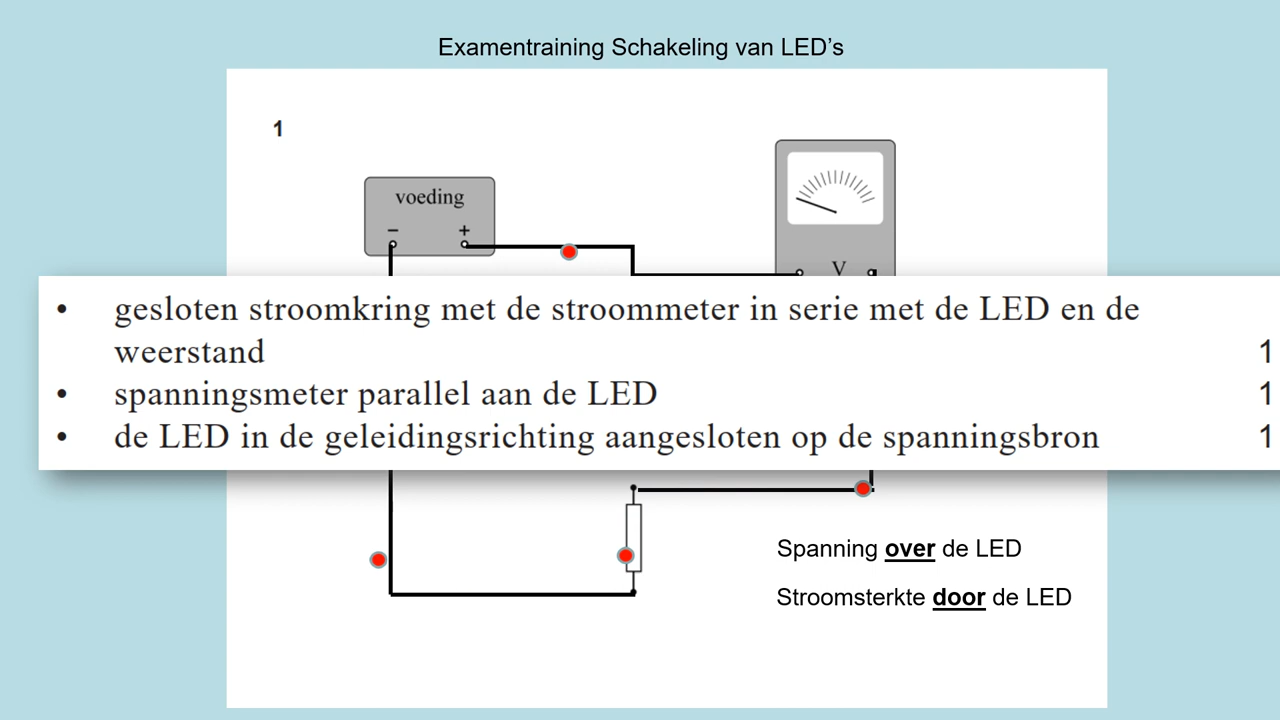 Examentraining Schakeling van LED’s
1
voeding
− +
V
• gesloten stroomkring met de stroommeter in serie met de LED en de
weerstand 1
• spanningsmeter parallel aan de LED 1
• de LED in de geleidingsrichting aangesloten op de spanningsbron 1
Spanning over de LED
Stroomsterkte door de LED